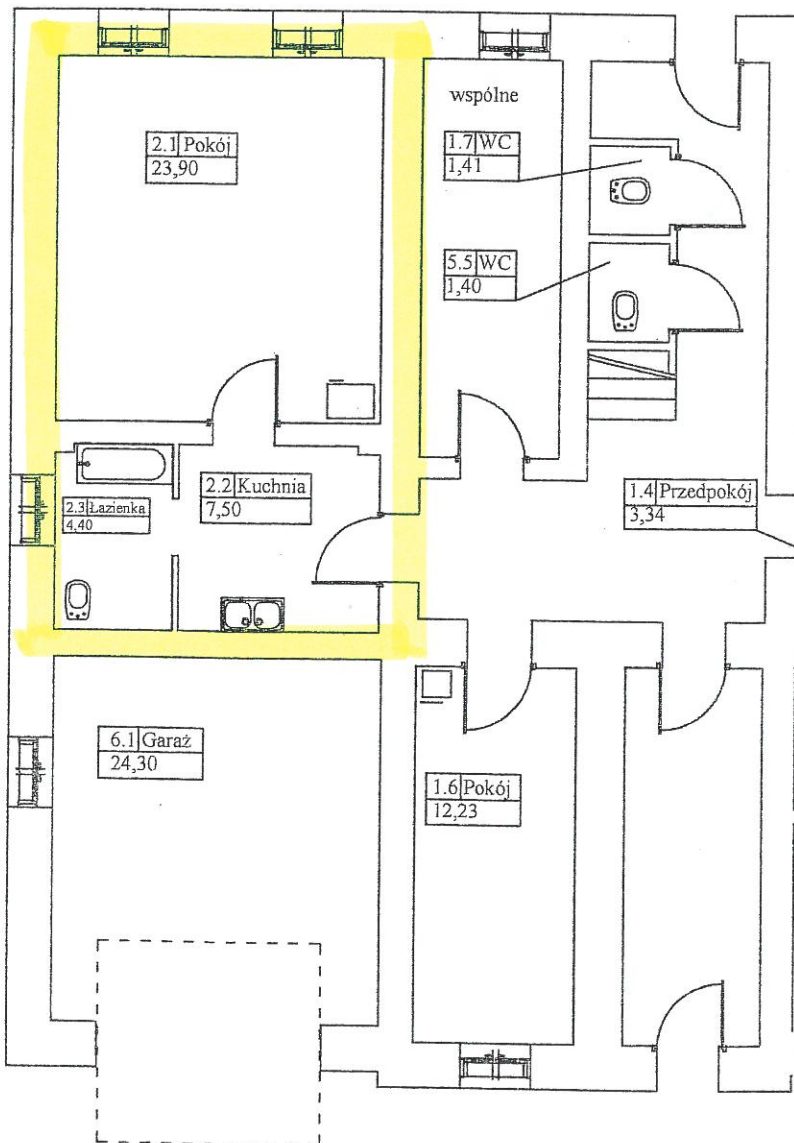 wspólne
2.1 Pokój
23,90
1.7 WC
1,41
5.5 WC
1,40
2.2 Kuchnia
7,50
2.3 Łazienka
4,40
1.4 Przedpokój
3,34
6.1 Garaż
24,30
1.6 Pokój
12,23